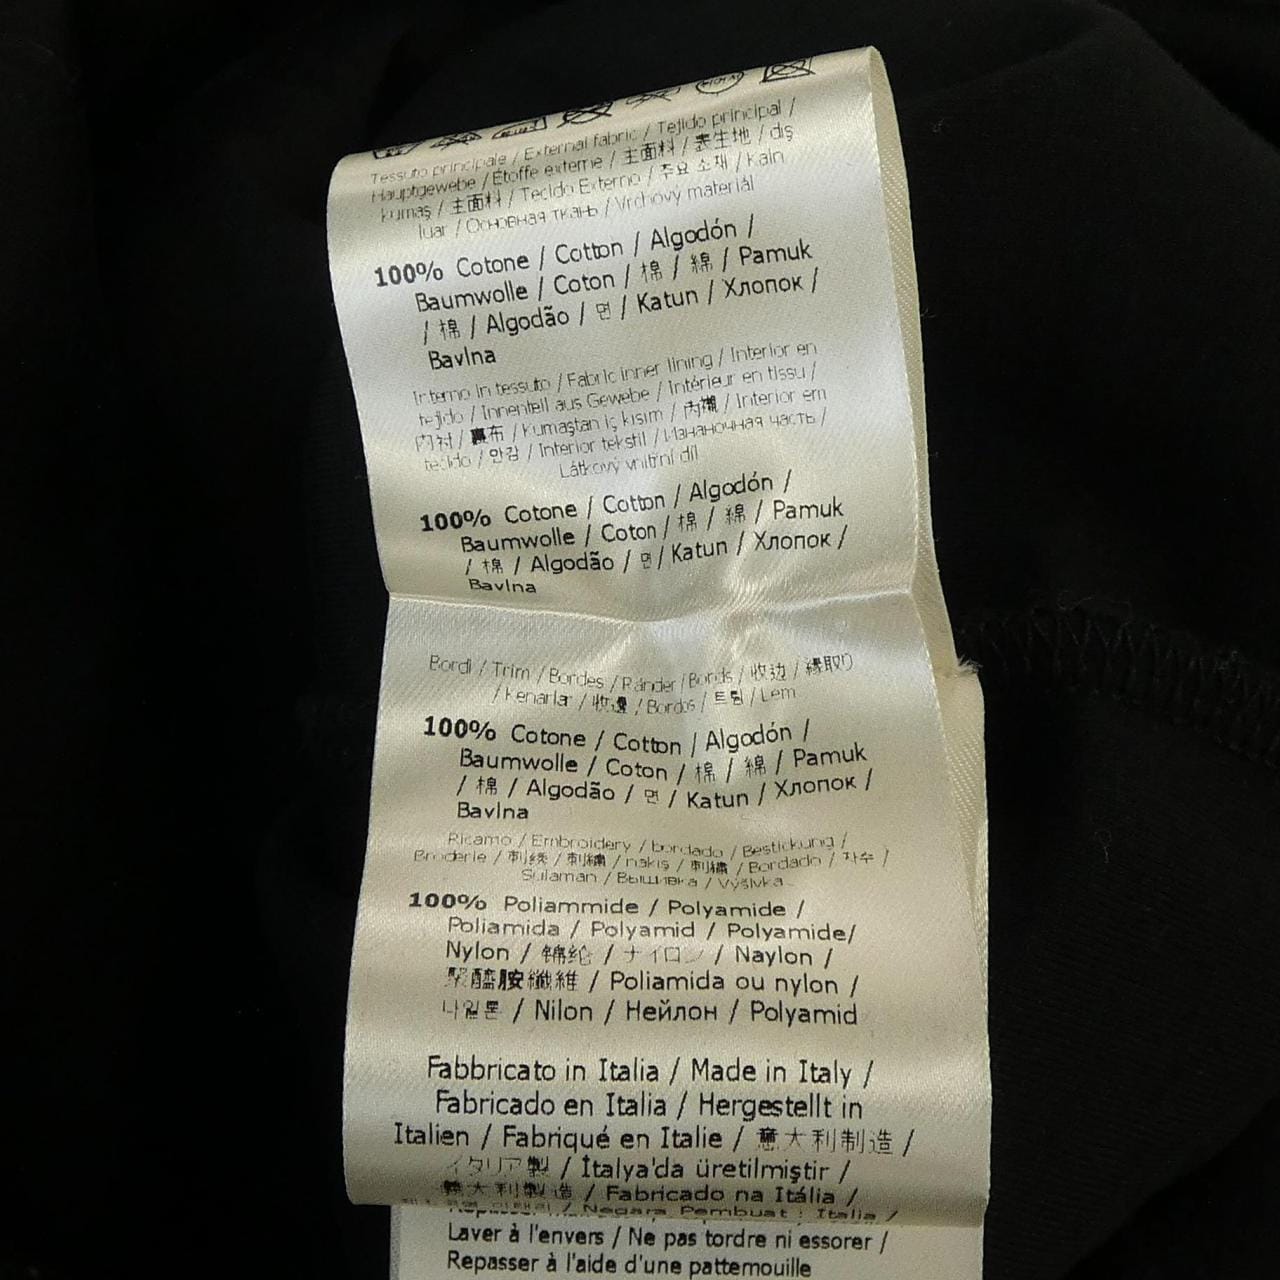 Tessuto principale / External fabric / Tejido principal /
Hauptgewebe / Étoffe externe / 主面料 / 表生地 / dış
kumaş / 主面料 / Tecido Externo / 주요 소재 / Kain
luar / Основная ткань / Vrchový materiál
100% Cotone / Cotton / Algodón /
Baumwolle / Coton / 棉 / 綿 / Pamuk
/ 棉 / Algodão / 면 / Katun / Хлопок /
Bavlna
Interno in tessuto / Fabric inner lining / Interior en
tejido / Innenteil aus Gewebe / Intérieur en tissu /
内衬 / 裏布 / Kumaştan iç kısım / 內襯 / Interior em
tecido / 안감 / Interior tekstil / Изнаночная часть /
Látkový vnitřní díl
100% Cotone / Cotton / Algodón /
Baumwolle / Coton / 棉 / 綿 / Pamuk
/ 棉 / Algodão / 면 / Katun / Хлопок /
Bavlna
Bordi / Trim / Bordes / Ränder / Bords / 收边 / 縁取り
/ Kenarlar / 收邊 / Bordos / 트림 / Lem
100% Cotone / Cotton / Algodón /
Baumwolle / Coton / 棉 / 綿 / Pamuk
/ 棉 / Algodão / 면 / Katun / Хлопок /
Bavlna
Ricamo / Embroidery / bordado / Bestickung /
Broderie / 刺绣 / 刺繍 / nakış / 刺繡 / Bordado / 자수 /
Sulaman / Вышивка / Výšivka
100% Poliammide / Polyamide /
Poliamida / Polyamid / Polyamide/
Nylon / 锦纶 / ナイロン / Naylon /
聚醯胺纖維 / Poliamida ou nylon /
나일론 / Nilon / Нейлон / Polyamid
Fabbricato in Italia / Made in Italy /
Fabricado en Italia / Hergestellt in
Italien / Fabriqué en Italie / 意大利制造 /
イタリア製 / İtalya'da üretilmiştir /
義大利製造 / Fabricado na Itália /
/ Negara Pembuat : Italia /
Repasser
Laver à l'envers / Ne pas tordre ni essorer /
Repasser à l'aide d'une pattemouille